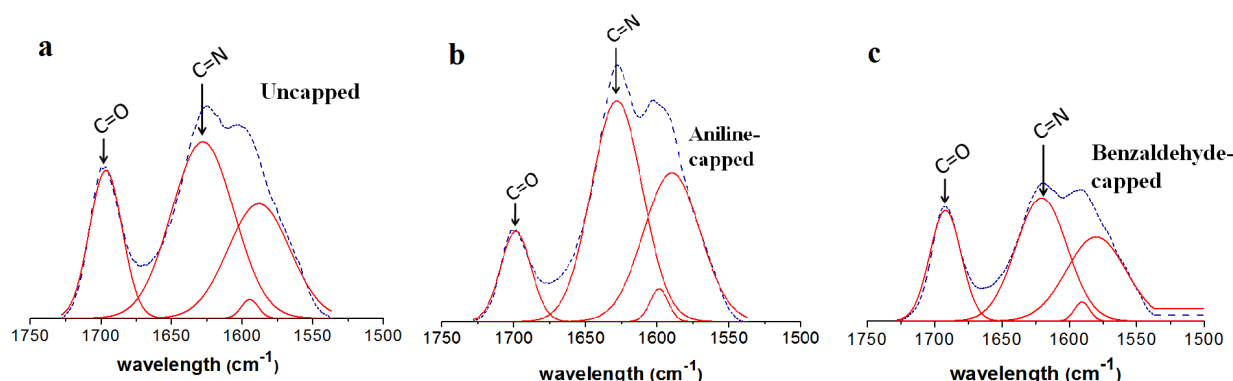 a
C=O
C=N
Uncapped
1750 1700 1650 1600 1550 1500
wavelength (cm-1)
b
C=O
C=N
Aniline-
capped
1750 1700 1650 1600 1550 1500
wavelength (cm-1)
c
C=O
C=N
Benzaldehyde-
capped
1750 1700 1650 1600 1550 1500
wavelength (cm-1)